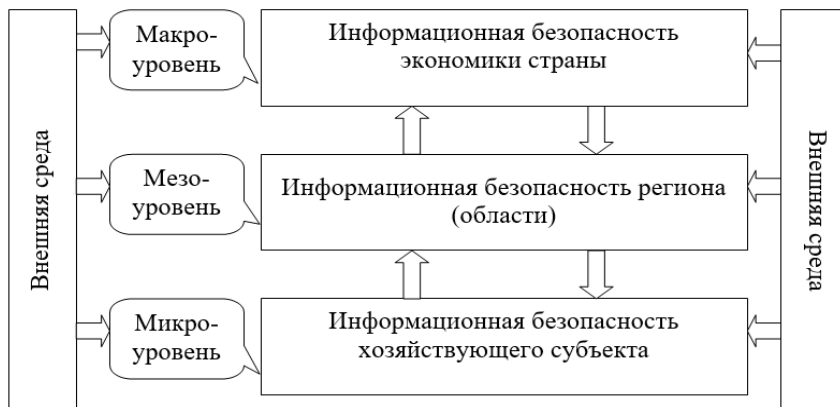 Внешняя среда
Макро-
уровень
Информационная безопасность
экономики страны
Мезо-
уровень
Информационная безопасность региона
(области)
Микро-
уровень
Информационная безопасность
хозяйствующего субъекта
Внешняя среда